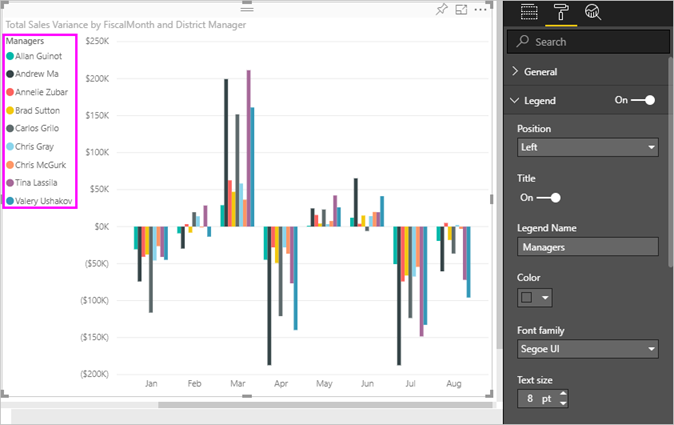 Total Sales Variance by FiscalMonth and District Manager
Managers
Allan Guinot
Andrew Ma
Annelie Zubar
Brad Sutton
Carlos Grilo
Chris Gray
Chris McGurk
Tina Lassila
Valery Ushakov
$250K
$200K
$150K
$100K
$50K
$0K
($50K)
($100K)
($150K)
($200K)
Jan Feb Mar Apr May Jun Jul Aug
Search
General
Legend On
Position
Left
Title
On
Legend Name
Managers
Color
Font family
Segoe UI
Text size
8 pt